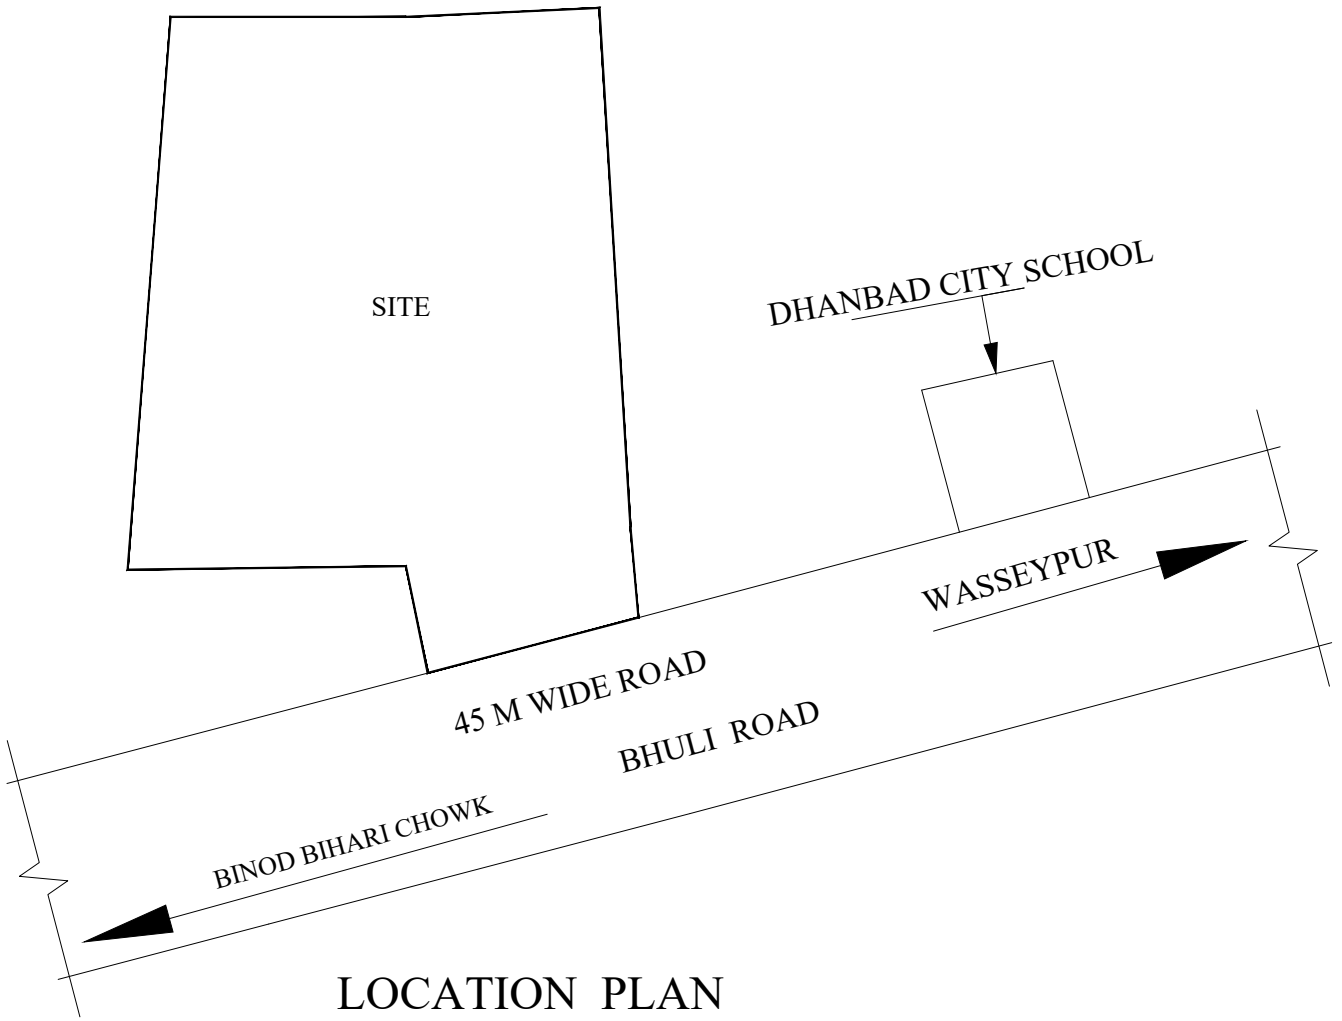 SITE
DHANBAD CITY SCHOOL
WASSEYPUR
45 M WIDE ROAD
BHULI ROAD
BINOD BIHARI CHOWK
LOCATION PLAN